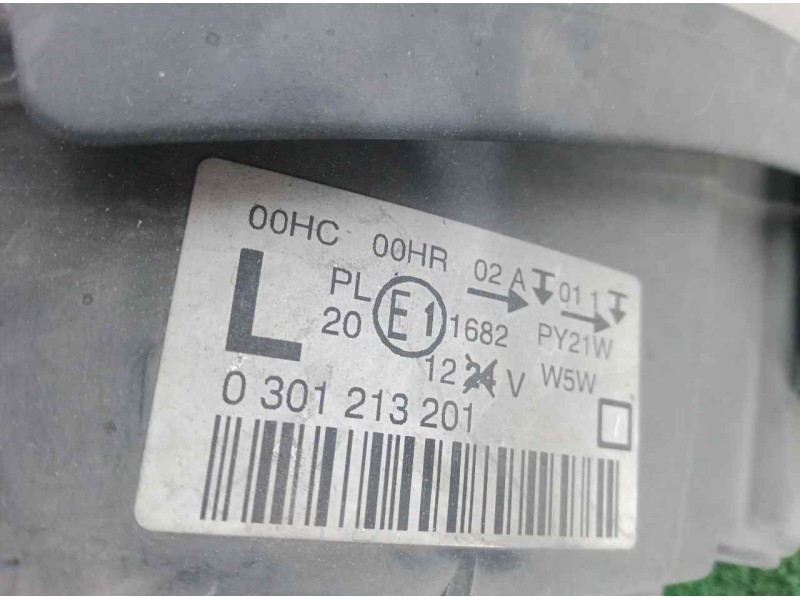 00HC 00HR 02 A 01 1
L PL E1 1682 PY21W
20
12 24 V W5W
0 301 213 201